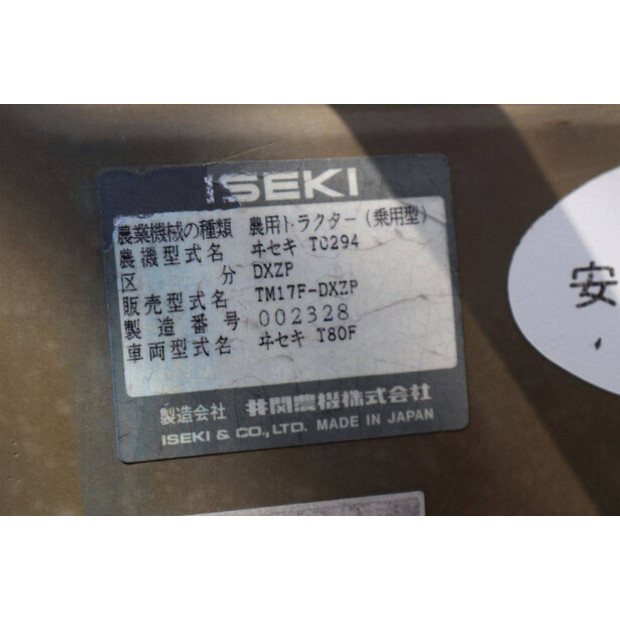 ISEKI
農業機械の種類 農用トラクター(乗用型)
農機型式名 ヰセキ TC294
区分 DXZP
販売型式名 TM17F-DXZP
製造番号 002328
車両型式名 ヰセキ T80F
製造会社 井関農機株式会社
ISEKI & CO., LTD. MADE IN JAPAN
安